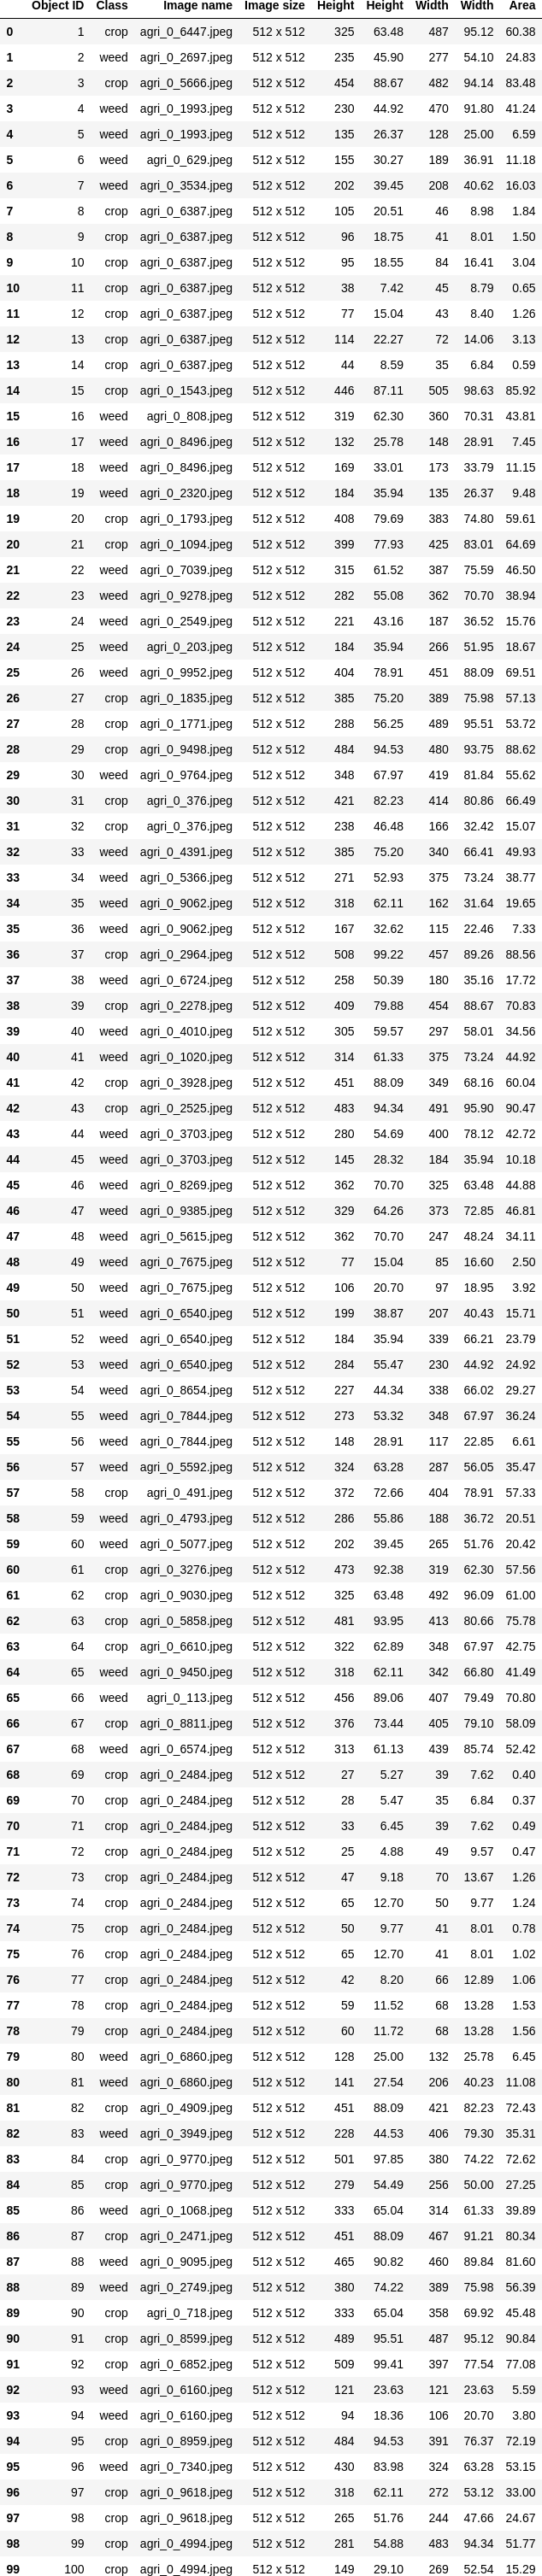 Object ID Class Image name Image size Height Height Width Width Area
0 1 crop agri_0_6447.jpeg 512 x 512 325 63.48 487 95.12 60.38
1 2 weed agri_0_2697.jpeg 512 x 512 235 45.90 277 54.10 24.83
2 3 crop agri_0_5666.jpeg 512 x 512 454 88.67 482 94.14 83.48
3 4 weed agri_0_1993.jpeg 512 x 512 230 44.92 470 91.80 41.24
4 5 weed agri_0_1993.jpeg 512 x 512 135 26.37 128 25.00 6.59
5 6 weed agri_0_629.jpeg 512 x 512 155 30.27 189 36.91 11.18
6 7 weed agri_0_3534.jpeg 512 x 512 202 39.45 208 40.62 16.03
7 8 crop agri_0_6387.jpeg 512 x 512 105 20.51 46 8.98 1.84
8 9 crop agri_0_6387.jpeg 512 x 512 96 18.75 41 8.01 1.50
9 10 crop agri_0_6387.jpeg 512 x 512 95 18.55 84 16.41 3.04
10 11 crop agri_0_6387.jpeg 512 x 512 38 7.42 45 8.79 0.65
11 12 crop agri_0_6387.jpeg 512 x 512 77 15.04 43 8.40 1.26
12 13 crop agri_0_6387.jpeg 512 x 512 114 22.27 72 14.06 3.13
13 14 crop agri_0_6387.jpeg 512 x 512 44 8.59 35 6.84 0.59
14 15 crop agri_0_1543.jpeg 512 x 512 446 87.11 505 98.63 85.92
15 16 weed agri_0_808.jpeg 512 x 512 319 62.30 360 70.31 43.81
16 17 weed agri_0_8496.jpeg 512 x 512 132 25.78 148 28.91 7.45
17 18 weed agri_0_8496.jpeg 512 x 512 169 33.01 173 33.79 11.15
18 19 weed agri_0_2320.jpeg 512 x 512 184 35.94 135 26.37 9.48
19 20 crop agri_0_1793.jpeg 512 x 512 408 79.69 383 74.80 59.61
20 21 crop agri_0_1094.jpeg 512 x 512 399 77.93 425 83.01 64.69
21 22 weed agri_0_7039.jpeg 512 x 512 315 61.52 387 75.59 46.50
22 23 weed agri_0_9278.jpeg 512 x 512 282 55.08 362 70.70 38.94
23 24 weed agri_0_2549.jpeg 512 x 512 221 43.16 187 36.52 15.76
24 25 weed agri_0_203.jpeg 512 x 512 184 35.94 266 51.95 18.67
25 26 weed agri_0_9952.jpeg 512 x 512 404 78.91 451 88.09 69.51
26 27 crop agri_0_1835.jpeg 512 x 512 385 75.20 389 75.98 57.13
27 28 crop agri_0_1771.jpeg 512 x 512 288 56.25 489 95.51 53.72
28 29 crop agri_0_9498.jpeg 512 x 512 484 94.53 480 93.75 88.62
29 30 weed agri_0_9764.jpeg 512 x 512 348 67.97 419 81.84 55.62
30 31 crop agri_0_376.jpeg 512 x 512 421 82.23 414 80.86 66.49
31 32 crop agri_0_376.jpeg 512 x 512 238 46.48 166 32.42 15.07
32 33 weed agri_0_4391.jpeg 512 x 512 385 75.20 340 66.41 49.93
33 34 weed agri_0_5366.jpeg 512 x 512 271 52.93 375 73.24 38.77
34 35 weed agri_0_9062.jpeg 512 x 512 318 62.11 162 31.64 19.65
35 36 weed agri_0_9062.jpeg 512 x 512 167 32.62 115 22.46 7.33
36 37 crop agri_0_2964.jpeg 512 x 512 508 99.22 457 89.26 88.56
37 38 weed agri_0_6724.jpeg 512 x 512 258 50.39 180 35.16 17.72
38 39 crop agri_0_2278.jpeg 512 x 512 409 79.88 454 88.67 70.83
39 40 weed agri_0_4010.jpeg 512 x 512 305 59.57 297 58.01 34.56
40 41 weed agri_0_1020.jpeg 512 x 512 314 61.33 375 73.24 44.92
41 42 crop agri_0_3928.jpeg 512 x 512 451 88.09 349 68.16 60.04
42 43 crop agri_0_2525.jpeg 512 x 512 483 94.34 491 95.90 90.47
43 44 weed agri_0_3703.jpeg 512 x 512 280 54.69 400 78.12 42.72
44 45 weed agri_0_3703.jpeg 512 x 512 145 28.32 184 35.94 10.18
45 46 weed agri_0_8269.jpeg 512 x 512 362 70.70 325 63.48 44.88
46 47 weed agri_0_9385.jpeg 512 x 512 329 64.26 373 72.85 46.81
47 48 weed agri_0_5615.jpeg 512 x 512 362 70.70 247 48.24 34.11
48 49 weed agri_0_7675.jpeg 512 x 512 77 15.04 85 16.60 2.50
49 50 weed agri_0_7675.jpeg 512 x 512 106 20.70 97 18.95 3.92
50 51 weed agri_0_6540.jpeg 512 x 512 199 38.87 207 40.43 15.71
51 52 weed agri_0_6540.jpeg 512 x 512 184 35.94 339 66.21 23.79
52 53 weed agri_0_6540.jpeg 512 x 512 284 55.47 230 44.92 24.92
53 54 weed agri_0_8654.jpeg 512 x 512 227 44.34 338 66.02 29.27
54 55 weed agri_0_7844.jpeg 512 x 512 273 53.32 348 67.97 36.24
55 56 weed agri_0_7844.jpeg 512 x 512 148 28.91 117 22.85 6.61
56 57 weed agri_0_5592.jpeg 512 x 512 324 63.28 287 56.05 35.47
57 58 crop agri_0_491.jpeg 512 x 512 372 72.66 404 78.91 57.33
58 59 weed agri_0_4793.jpeg 512 x 512 286 55.86 188 36.72 20.51
59 60 weed agri_0_5077.jpeg 512 x 512 202 39.45 265 51.76 20.42
60 61 crop agri_0_3276.jpeg 512 x 512 473 92.38 319 62.30 57.56
61 62 crop agri_0_9030.jpeg 512 x 512 325 63.48 492 96.09 61.00
62 63 crop agri_0_5858.jpeg 512 x 512 481 93.95 413 80.66 75.78
63 64 crop agri_0_6610.jpeg 512 x 512 322 62.89 348 67.97 42.75
64 65 weed agri_0_9450.jpeg 512 x 512 318 62.11 342 66.80 41.49
65 66 weed agri_0_113.jpeg 512 x 512 456 89.06 407 79.49 70.80
66 67 crop agri_0_8811.jpeg 512 x 512 376 73.44 405 79.10 58.09
67 68 weed agri_0_6574.jpeg 512 x 512 313 61.13 439 85.74 52.42
68 69 crop agri_0_2484.jpeg 512 x 512 27 5.27 39 7.62 0.40
69 70 crop agri_0_2484.jpeg 512 x 512 28 5.47 35 6.84 0.37
70 71 crop agri_0_2484.jpeg 512 x 512 33 6.45 39 7.62 0.49
71 72 crop agri_0_2484.jpeg 512 x 512 25 4.88 49 9.57 0.47
72 73 crop agri_0_2484.jpeg 512 x 512 47 9.18 70 13.67 1.26
73 74 crop agri_0_2484.jpeg 512 x 512 65 12.70 50 9.77 1.24
74 75 crop agri_0_2484.jpeg 512 x 512 50 9.77 41 8.01 0.78
75 76 crop agri_0_2484.jpeg 512 x 512 65 12.70 41 8.01 1.02
76 77 crop agri_0_2484.jpeg 512 x 512 42 8.20 66 12.89 1.06
77 78 crop agri_0_2484.jpeg 512 x 512 59 11.52 68 13.28 1.53
78 79 crop agri_0_2484.jpeg 512 x 512 60 11.72 68 13.28 1.56
79 80 weed agri_0_6860.jpeg 512 x 512 128 25.00 132 25.78 6.45
80 81 weed agri_0_6860.jpeg 512 x 512 141 27.54 206 40.23 11.08
81 82 crop agri_0_4909.jpeg 512 x 512 451 88.09 421 82.23 72.43
82 83 weed agri_0_3949.jpeg 512 x 512 228 44.53 406 79.30 35.31
83 84 crop agri_0_9770.jpeg 512 x 512 501 97.85 380 74.22 72.62
84 85 crop agri_0_9770.jpeg 512 x 512 279 54.49 256 50.00 27.25
85 86 weed agri_0_1068.jpeg 512 x 512 333 65.04 314 61.33 39.89
86 87 crop agri_0_2471.jpeg 512 x 512 451 88.09 467 91.21 80.34
87 88 weed agri_0_9095.jpeg 512 x 512 465 90.82 460 89.84 81.60
88 89 weed agri_0_2749.jpeg 512 x 512 380 74.22 389 75.98 56.39
89 90 crop agri_0_718.jpeg 512 x 512 333 65.04 358 69.92 45.48
90 91 crop agri_0_8599.jpeg 512 x 512 489 95.51 487 95.12 90.84
91 92 crop agri_0_6852.jpeg 512 x 512 509 99.41 397 77.54 77.08
92 93 weed agri_0_6160.jpeg 512 x 512 121 23.63 121 23.63 5.59
93 94 weed agri_0_6160.jpeg 512 x 512 94 18.36 106 20.70 3.80
94 95 crop agri_0_8959.jpeg 512 x 512 484 94.53 391 76.37 72.19
95 96 weed agri_0_7340.jpeg 512 x 512 430 83.98 324 63.28 53.15
96 97 crop agri_0_9618.jpeg 512 x 512 318 62.11 272 53.12 33.00
97 98 crop agri_0_9618.jpeg 512 x 512 265 51.76 244 47.66 24.67
98 99 crop agri_0_4994.jpeg 512 x 512 281 54.88 483 94.34 51.77
99 100 crop agri_0_4994.jpeg 512 x 512 149 29.10 269 52.54 15.29